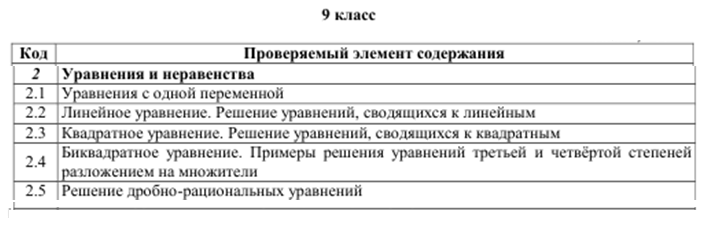 9 класс
Код Проверяемый элемент содержания
2 Уравнения и неравенства
2.1 Уравнения с одной переменной
2.2 Линейное уравнение. Решение уравнений, сводящихся к линейным
2.3 Квадратное уравнение. Решение уравнений, сводящихся к квадратным
2.4 Биквадратное уравнение. Примеры решения уравнений третьей и четвёртой степеней
разложением на множители
2.5 Решение дробно-рациональных уравнений